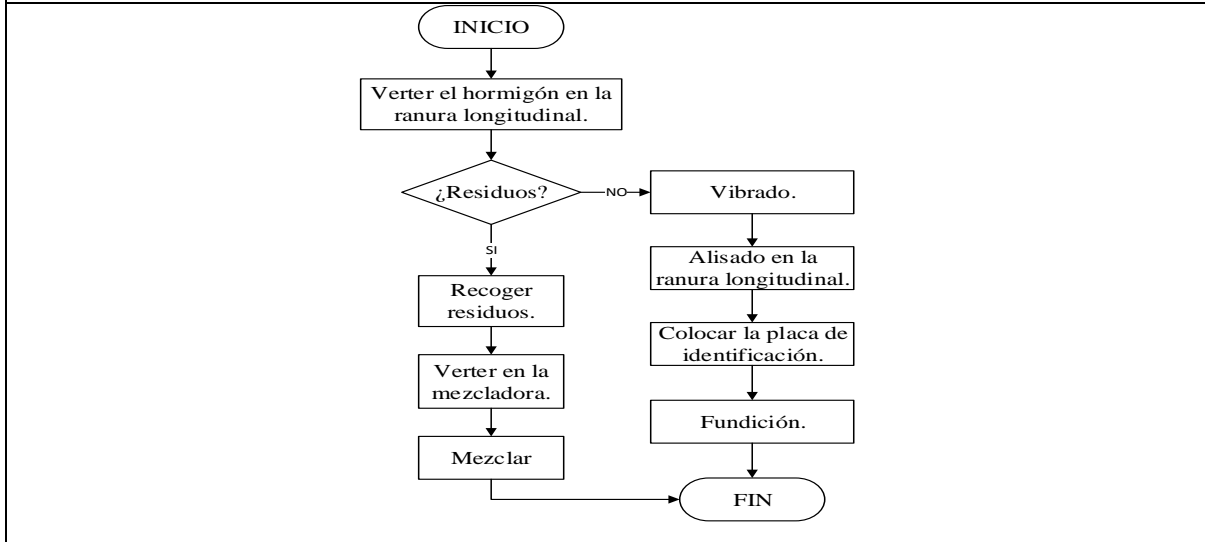 INICIO
Verter el hormigón en la
ranura longitudinal.
¿Residuos?
NO
Vibrado.
SI
Alisado en la
ranura longitudinal.
Recoger
residuos.
Colocar la placa de
identificación.
Verter en la
mezcladora.
Fundición.
Mezclar
FIN